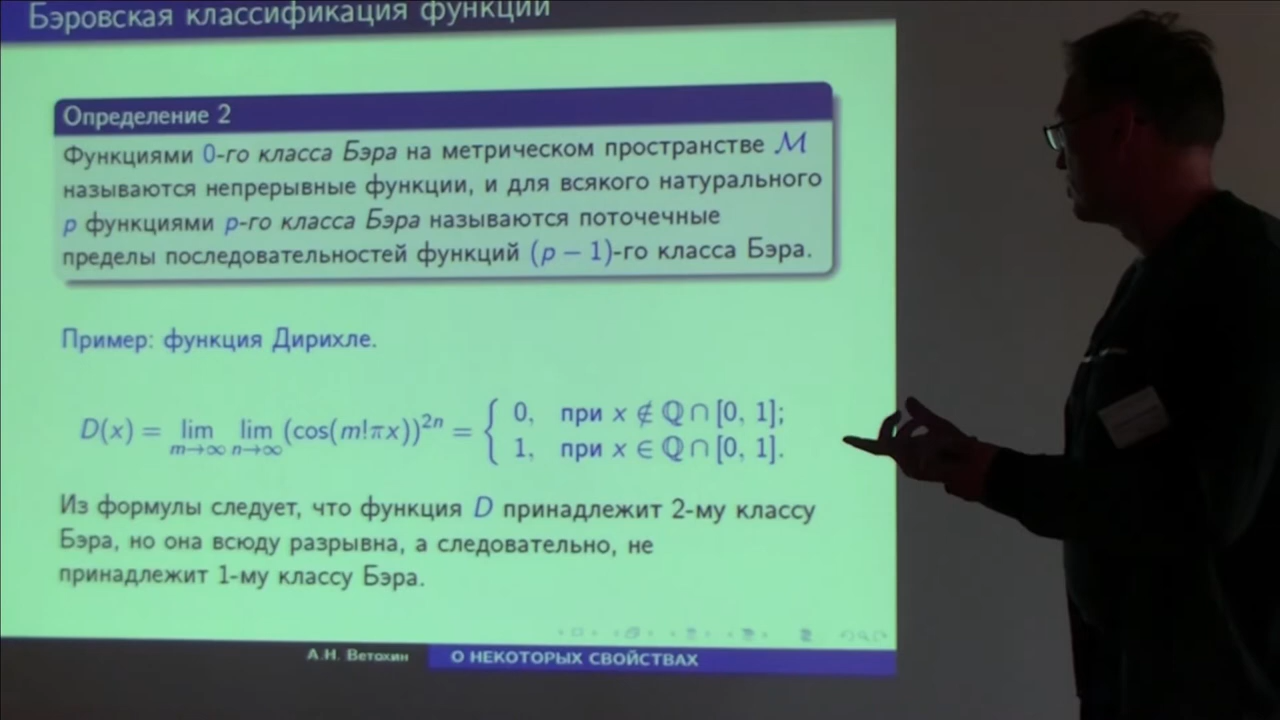 Бэровская классификация функций
Определение 2
Функциями 0-го класса Бэра на метрическом пространстве M
называются непрерывные функции, и для всякого натурального
p функциями p-го класса Бэра называются поточечные
пределы последовательностей функций (p − 1)-го класса Бэра.
Пример: функция Дирихле.
D(x) = lim m→∞ lim n→∞ (cos(m!πx))²ⁿ = { 0, при x ∉ ℚ ∩ [0, 1];
1, при x ∈ ℚ ∩ [0, 1].
Из формулы следует, что функция D принадлежит 2-му классу
Бэра, но она всюду разрывна, а следовательно, не
принадлежит 1-му классу Бэра.
А.Н. Ветохин О НЕКОТОРЫХ СВОЙСТВАХ